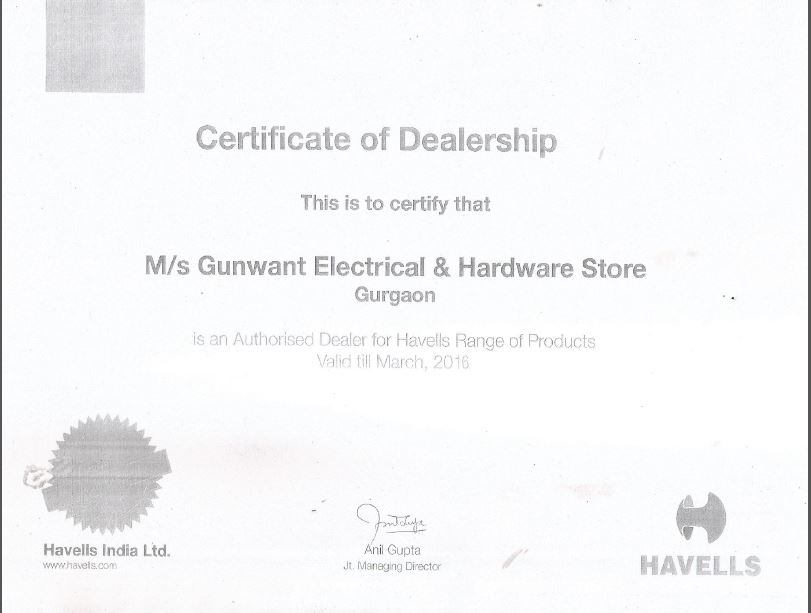 Certificate of Dealership
This is to certify that
M/s Gunwant Electrical & Hardware Store
Gurgaon
is an Authorised Dealer for Havells Range of Products
Valid till March, 2016
Havells India Ltd.
www.havells.com
Anil Gupta
Jt. Managing Director
HAVELLS